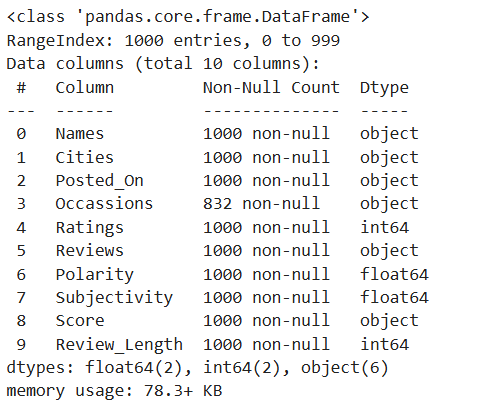 <class 'pandas.core.frame.DataFrame'>
RangeIndex: 1000 entries, 0 to 999
Data columns (total 10 columns):
 #   Column         Non-Null Count  Dtype
---  ------         --------------  -----
 0   Names          1000 non-null   object
 1   Cities         1000 non-null   object
 2   Posted_On      1000 non-null   object
 3   Occassions     832 non-null    object
 4   Ratings        1000 non-null   int64
 5   Reviews        1000 non-null   object
 6   Polarity       1000 non-null   float64
 7   Subjectivity   1000 non-null   float64
 8   Score          1000 non-null   object
 9   Review_Length  1000 non-null   int64
dtypes: float64(2), int64(2), object(6)
memory usage: 78.3+ KB